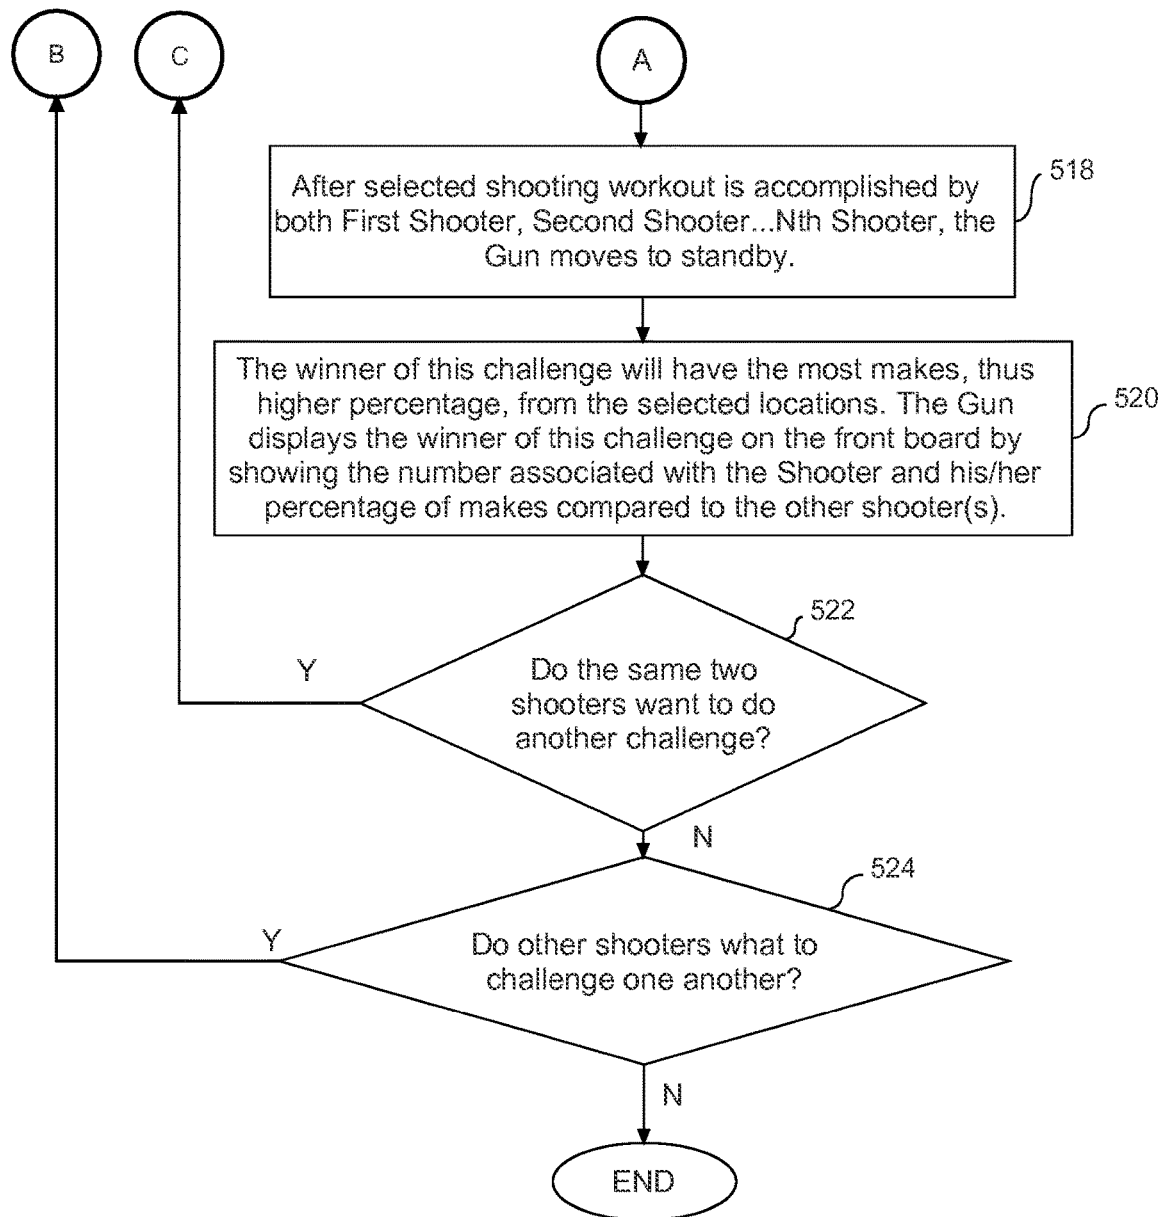 B
C
A
After selected shooting workout is accomplished by
both First Shooter, Second Shooter...Nth Shooter, the
Gun moves to standby.
518
The winner of this challenge will have the most makes, thus
higher percentage, from the selected locations. The Gun
displays the winner of this challenge on the front board by
showing the number associated with the Shooter and his/her
percentage of makes compared to the other shooter(s).
520
522
Y
Do the same two
shooters want to do
another challenge?
N
524
Y
Do other shooters what to
challenge one another?
N
END